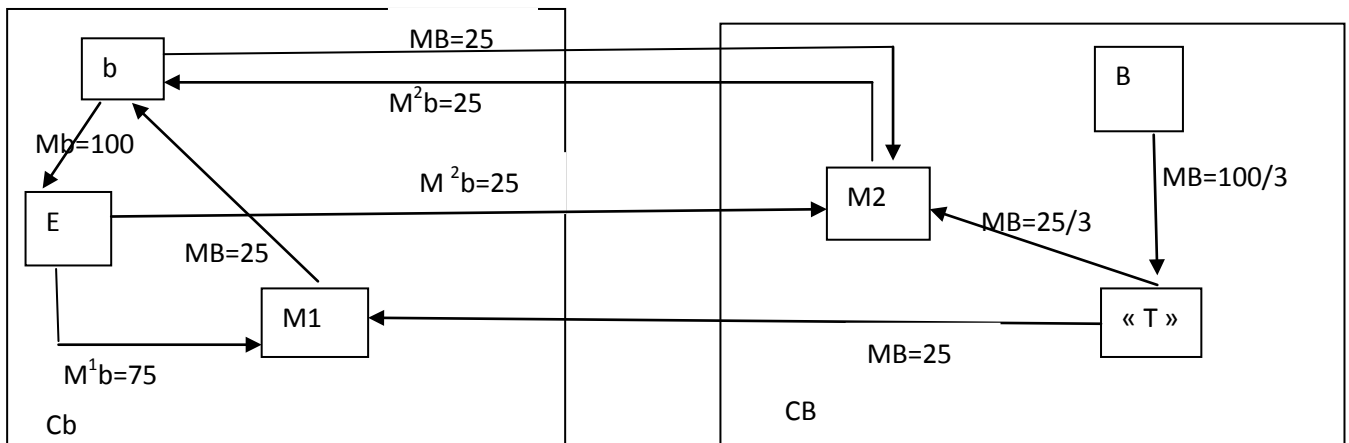 MB=25
b
B
M²b=25
Mb=100
M ²b=25
MB=100/3
E
M2
MB=25/3
MB=25
M1
« T »
MB=25
M¹b=75
Cb
CB